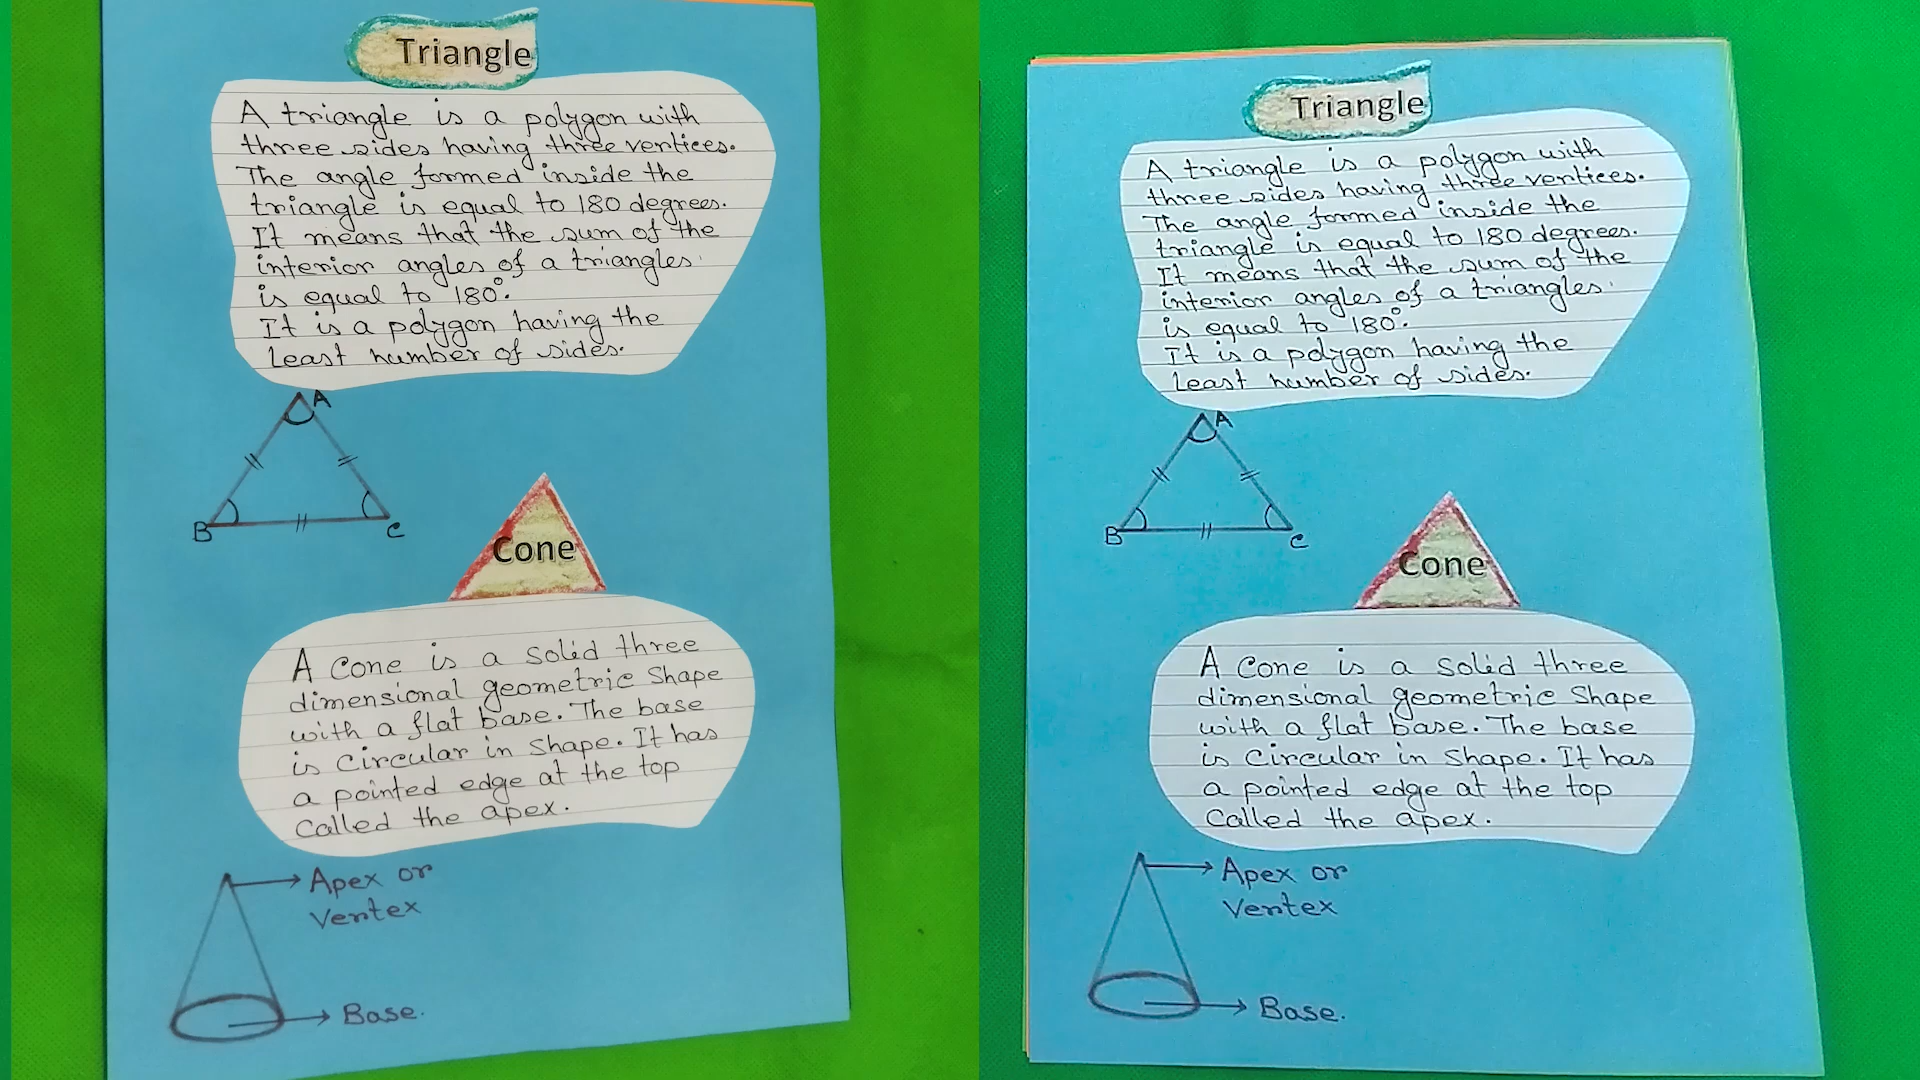 Triangle
A triangle is a polygon with
three sides having three vertices.
The angle formed inside the
triangle is equal to 180 degrees.
It means that the sum of the
interior angles of a triangles
is equal to 180°.
It is a polygon having the
least number of sides.
A
B
C
Cone
A Cone is a solid three
dimensional geometric Shape
with a flat base. The base
is circular in shape. It has
a pointed edge at the top
called the apex.
Apex or
Vertex
Base.
Triangle
A triangle is a polygon with
three sides having three vertices.
The angle formed inside the
triangle is equal to 180 degrees.
It means that the sum of the
interior angles of a triangles
is equal to 180°.
It is a polygon having the
least number of sides.
A
B
C
Cone
A Cone is a solid three
dimensional geometric Shape
with a flat base. The base
is circular in shape. It has
a pointed edge at the top
called the apex.
Apex or
Vertex
Base.